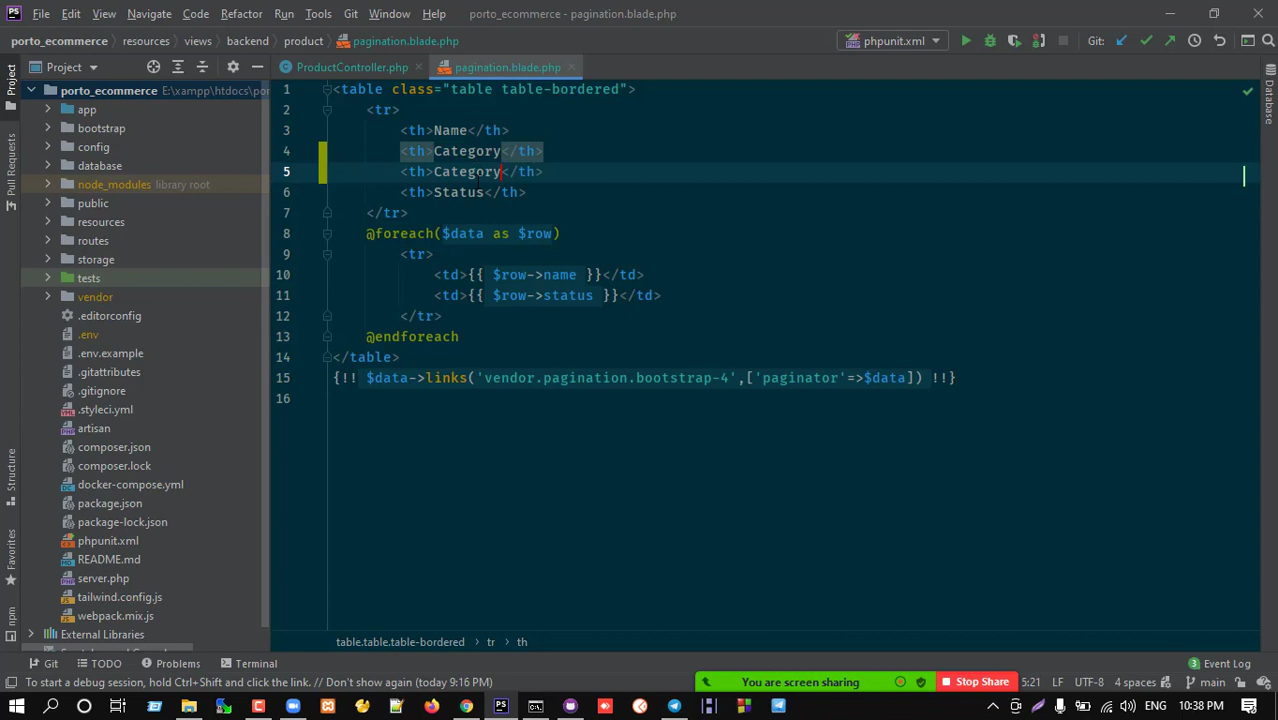 File Edit View Navigate Code Refactor Run Tools Git Window Help porto_ecommerce - pagination.blade.php
porto_ecommerce resources views backend product pagination.blade.php phpunit.xml Git:
Project ProductController.php pagination.blade.php
porto_ecommerce E:\xampp\htdocs\por
app
bootstrap
config
database
node_modules library root
public
resources
routes
storage
tests
vendor
.editorconfig
.env
.env.example
.gitattributes
.gitignore
.styleci.yml
artisan
composer.json
composer.lock
docker-compose.yml
package.json
package-lock.json
phpunit.xml
README.md
server.php
tailwind.config.js
webpack.mix.js
External Libraries
Project
Pull Requests
Structure
Favorites
npm
1 <table class="table table-bordered">
2 <tr>
3 <th>Name</th>
4 <th>Category</th>
5 <th>Category</th>
6 <th>Status</th>
7 </tr>
8 @foreach($data as $row)
9 <tr>
10 <td>{{ $row->name }}</td>
11 <td>{{ $row->status }}</td>
12 </tr>
13 @endforeach
14 </table>
15 {!! $data->links('vendor.pagination.bootstrap-4',['paginator'=>$data]) !!}
16
Database
table.table.table-bordered tr th
Git TODO Problems Terminal 3 Event Log
To start a debug session, hold Ctrl+Shift and click the link. // Don't show again (today 9:16 PM) You are screen sharing Stop Share 5:21 LF UTF-8 4 spaces main
PS 10:38 PM